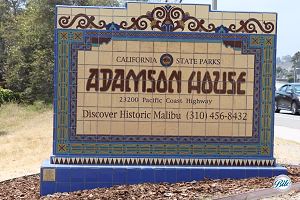 CALIFORNIA STATE PARKS
ADAMSON HOUSE
23200 Pacific Coast Highway
Discover Historic Malibu (310) 456-8432